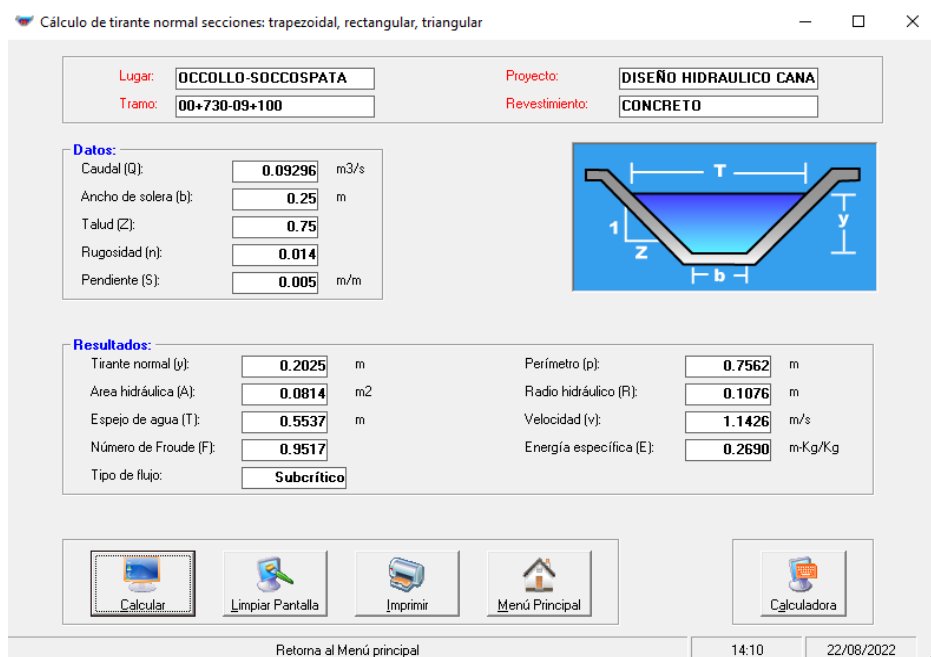 Cálculo de tirante normal secciones: trapezoidal, rectangular, triangular
Lugar: OCCOLLO-SOCCOSPATA Proyecto: DISEÑO HIDRAULICO CANA
Tramo: 00+730-09+100 Revestimiento: CONCRETO
Datos:
Caudal (Q): 0.09296 m3/s
Ancho de solera (b): 0.25 m
Talud (Z): 0.75
Rugosidad (n): 0.014
Pendiente (S): 0.005 m/m
T
y
1
Z
b
Resultados:
Tirante normal (y): 0.2025 m Perímetro (p): 0.7562 m
Area hidráulica (A): 0.0814 m2 Radio hidráulico (R): 0.1076 m
Espejo de agua (T): 0.5537 m Velocidad (v): 1.1426 m/s
Número de Froude (F): 0.9517 Energía específica (E): 0.2690 m-Kg/Kg
Tipo de flujo: Subcrítico
Calcular Limpiar Pantalla Imprimir Menú Principal Calculadora
Retorna al Menú principal 14:10 22/08/2022